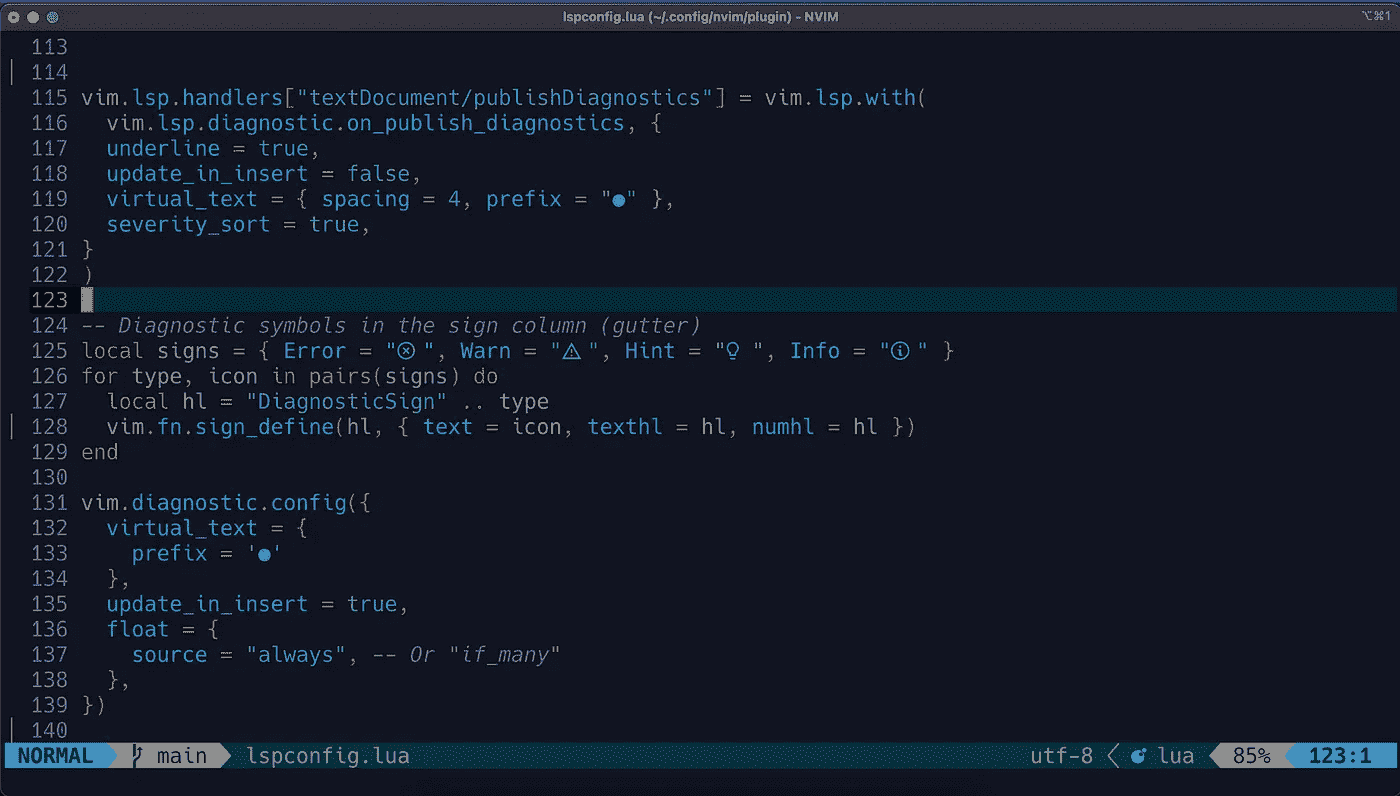 lspconfig.lua (~/.config/nvim/plugin) - NVIM ⌥⌘1
113
114
115 vim.lsp.handlers["textDocument/publishDiagnostics"] = vim.lsp.with(
116   vim.lsp.diagnostic.on_publish_diagnostics, {
117   underline = true,
118   update_in_insert = false,
119   virtual_text = { spacing = 4, prefix = "●" },
120   severity_sort = true,
121 }
122 )
123
124 -- Diagnostic symbols in the sign column (gutter)
125 local signs = { Error = "ⓧ ", Warn = "⚠ ", Hint = "💡 ", Info = "ⓘ " }
126 for type, icon in pairs(signs) do
127   local hl = "DiagnosticSign" .. type
128   vim.fn.sign_define(hl, { text = icon, texthl = hl, numhl = hl })
129 end
130
131 vim.diagnostic.config({
132   virtual_text = {
133     prefix = '●'
134   },
135   update_in_insert = true,
136   float = {
137     source = "always", -- Or "if_many"
138   },
139 })
140
NORMAL main lspconfig.lua utf-8 lua 85% 123:1